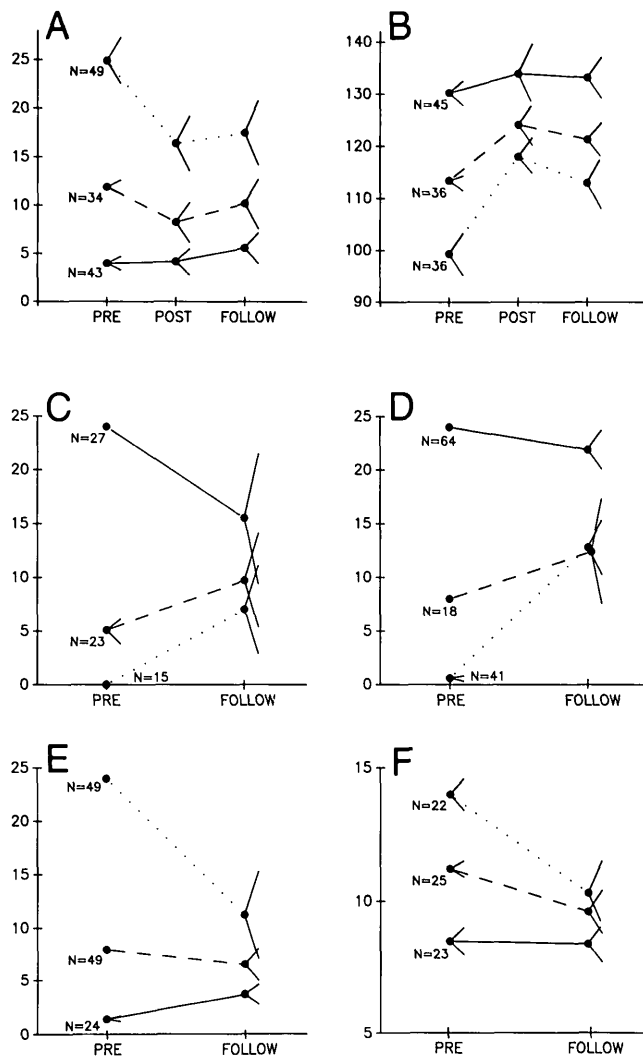 A
25
20
15
10
5
0
N=49
N=34
N=43
PRE POST FOLLOW
B
140
130
120
110
100
90
N=45
N=36
N=36
PRE POST FOLLOW
C
25
20
15
10
5
0
N=27
N=23
N=15
PRE FOLLOW
D
25
20
15
10
5
0
N=64
N=18
N=41
PRE FOLLOW
E
25
20
15
10
5
0
N=49
N=49
N=24
PRE FOLLOW
F
15
10
5
N=22
N=25
N=23
PRE FOLLOW